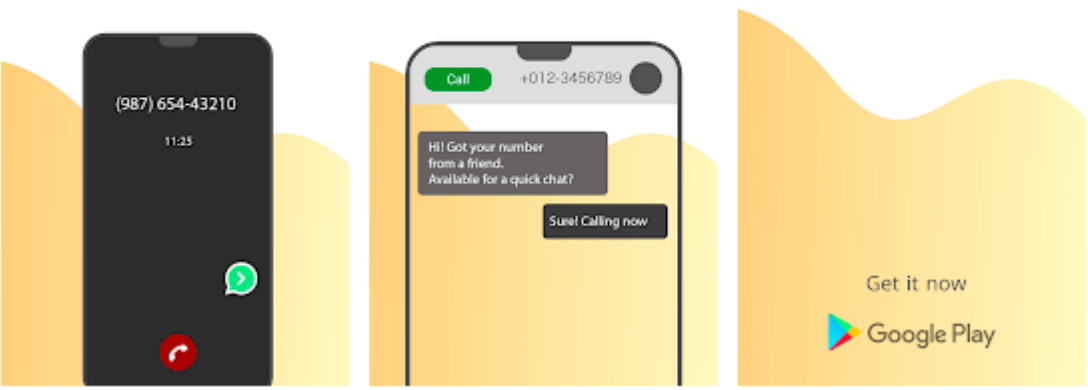 (987) 654-43210
11:25
Call
+012-3456789
Hi! Got your number
from a friend.
Available for a quick chat?
Sure! Calling now
Get it now
Google Play